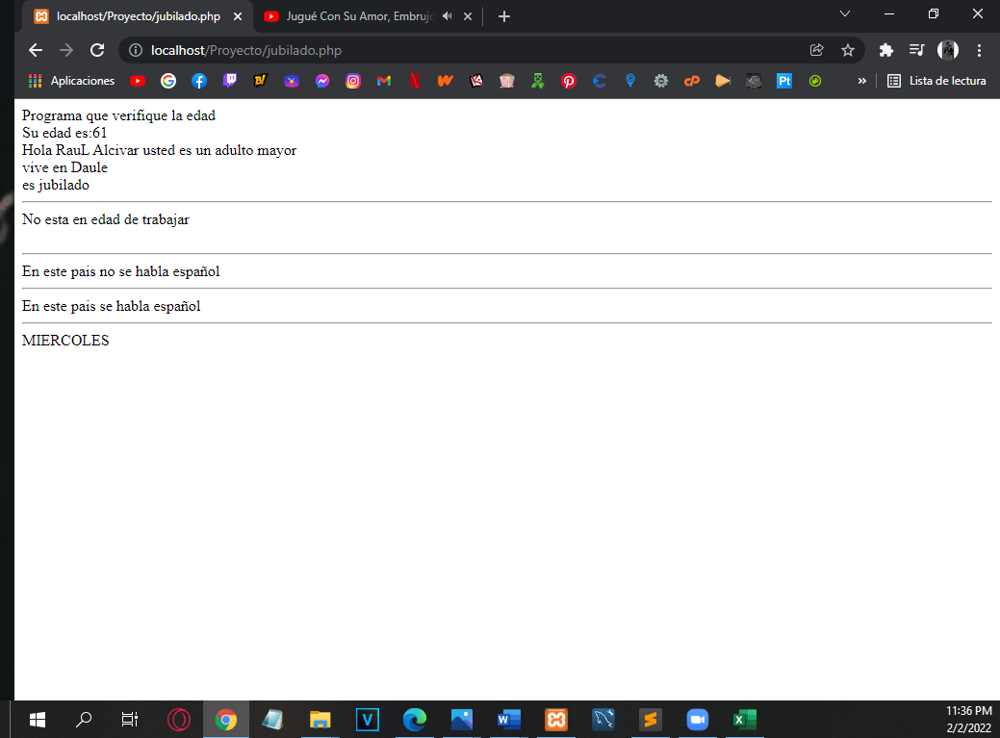 localhost/Proyecto/jubilado.php
Jugué Con Su Amor, Embrujo
localhost/Proyecto/jubilado.php
Aplicaciones
Lista de lectura
Programa que verifique la edad
Su edad es:61
Hola RauL Alcivar usted es un adulto mayor
vive en Daule
es jubilado
No esta en edad de trabajar
En este pais no se habla español
En este pais se habla español
MIERCOLES
11:36 PM
2/2/2022